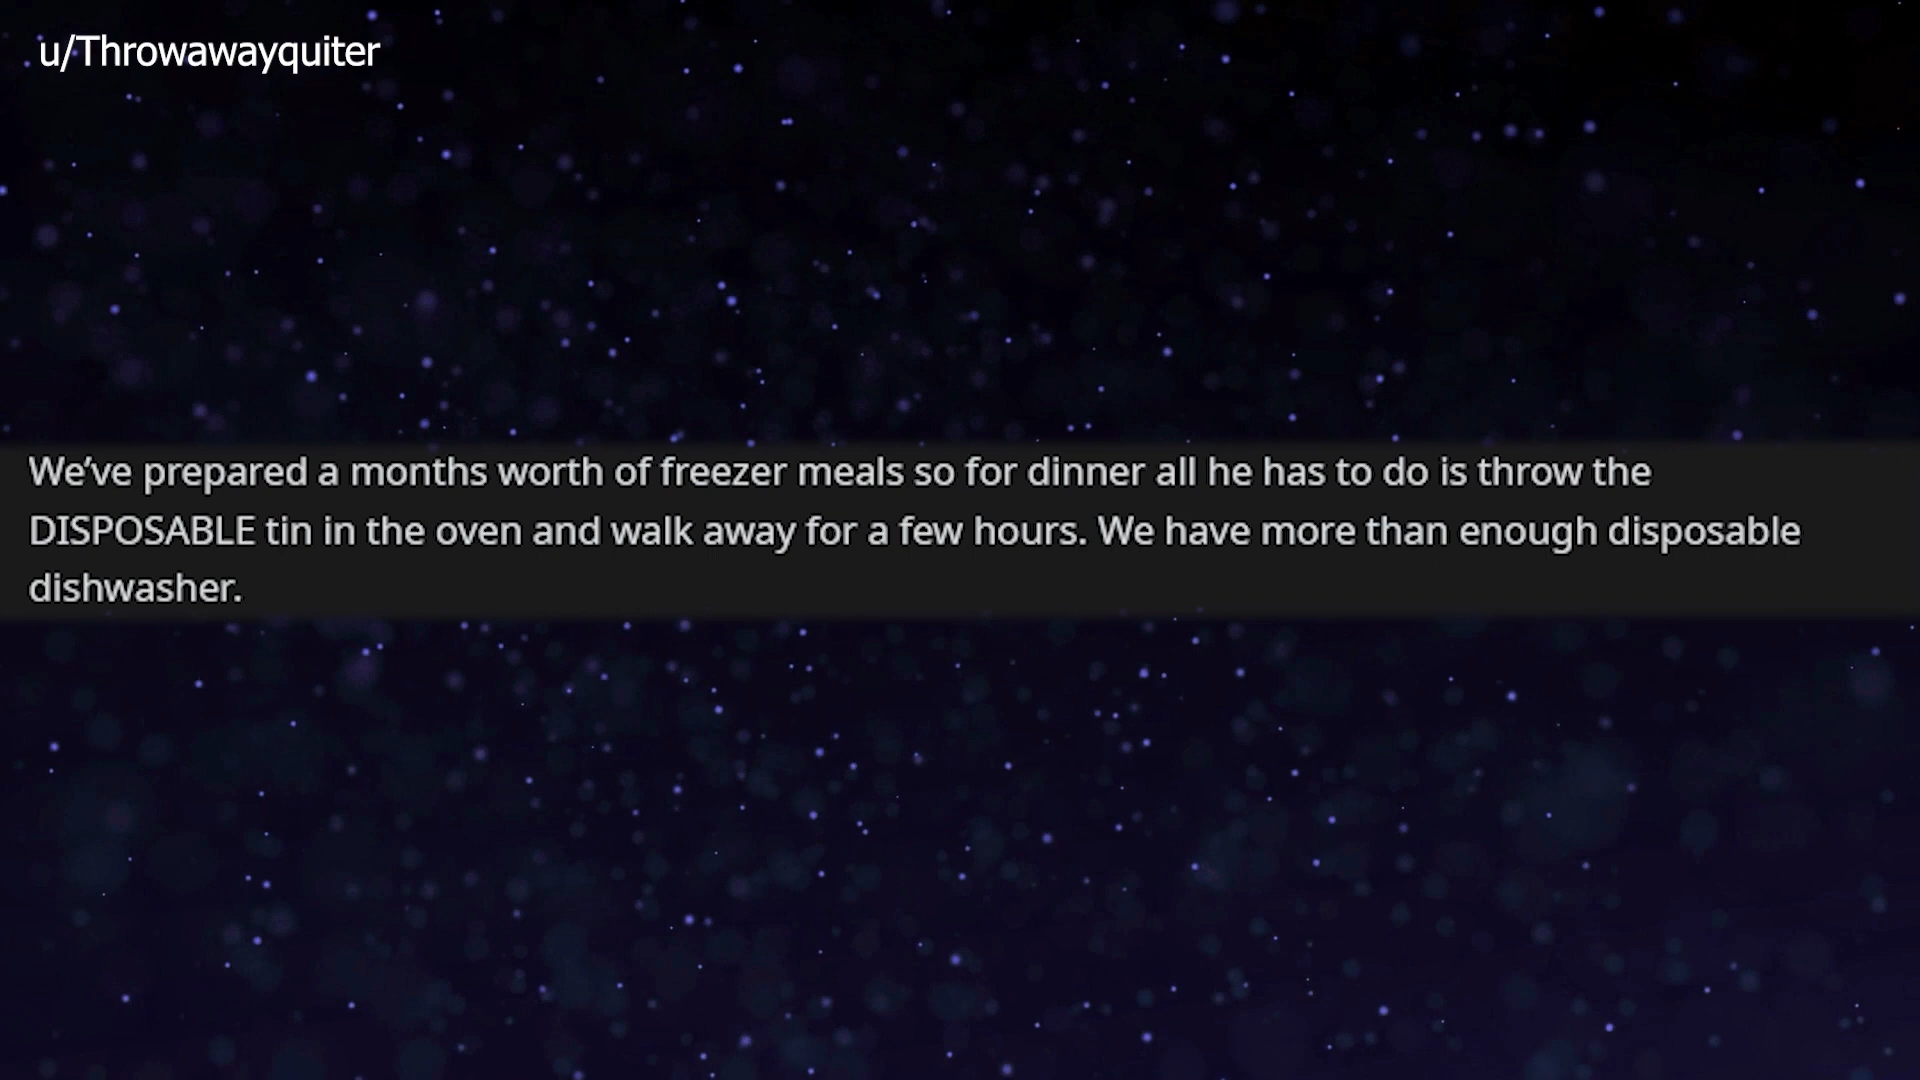 u/Throwawayquiter
We've prepared a months worth of freezer meals so for dinner all he has to do is throw the
DISPOSABLE tin in the oven and walk away for a few hours. We have more than enough disposable
dishwasher.